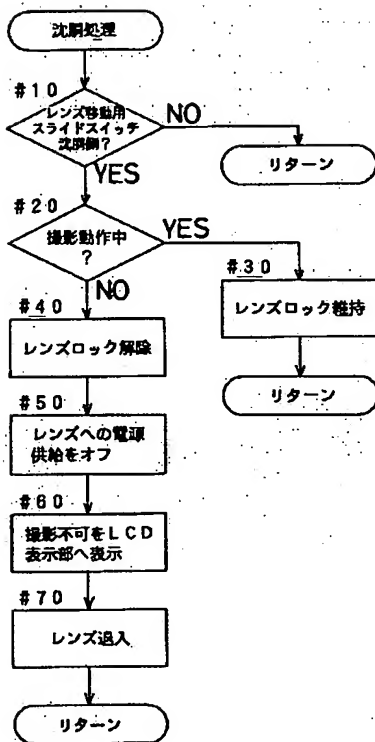 沈胴処理
#10
レンズ移動用
スライドスイッチ
沈胴側?
NO
リターン
YES
#20
撮影動作中
?
YES
#30
レンズロック維持
リターン
NO
#40
レンズロック解除
#50
レンズへの電源
供給をオフ
#60
撮影不可をLCD
表示部へ表示
#70
レンズ退入
リターン